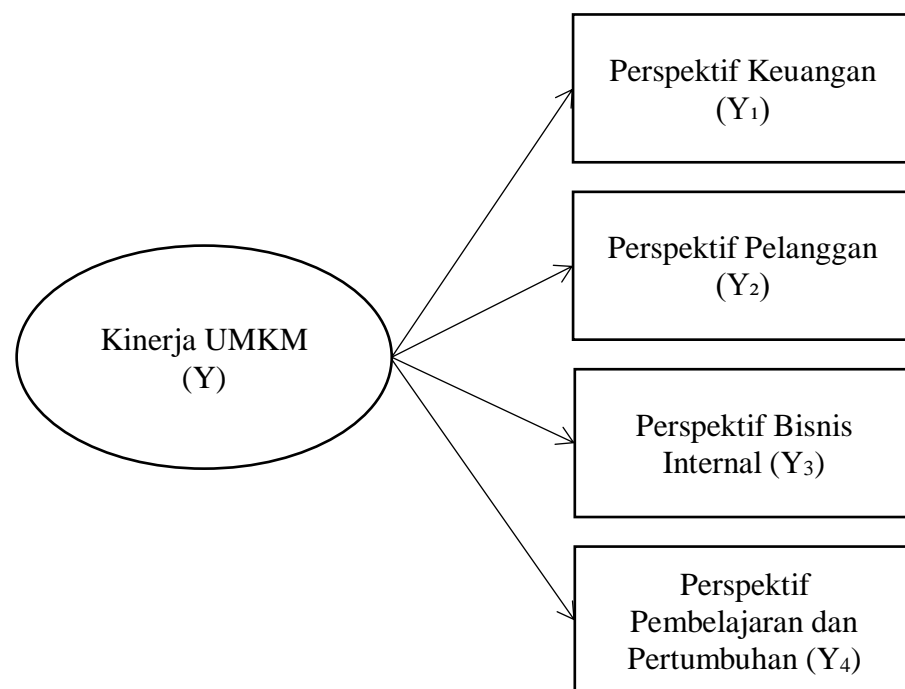 Perspektif Keuangan
(Y₁)
Perspektif Pelanggan
(Y₂)
Kinerja UMKM
(Y)
Perspektif Bisnis
Internal (Y₃)
Perspektif
Pembelajaran dan
Pertumbuhan (Y₄)